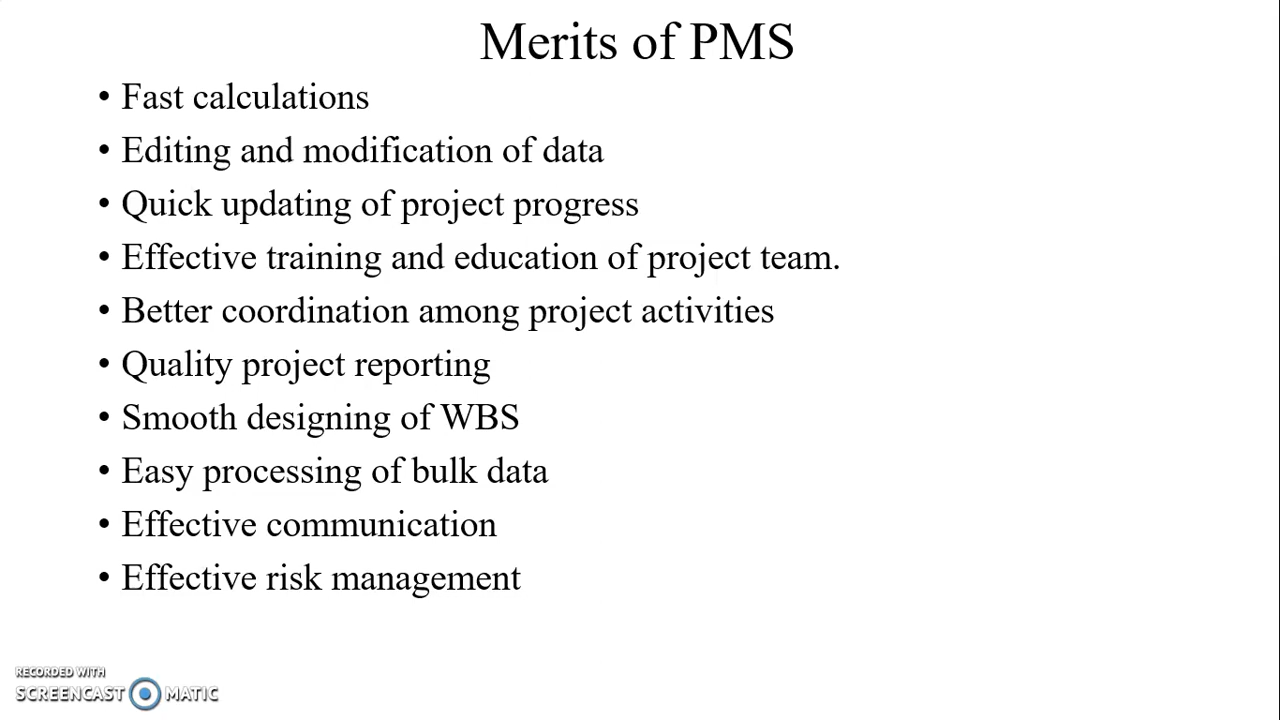 Merits of PMS
• Fast calculations
• Editing and modification of data
• Quick updating of project progress
• Effective training and education of project team.
• Better coordination among project activities
• Quality project reporting
• Smooth designing of WBS
• Easy processing of bulk data
• Effective communication
• Effective risk management
RECORDED WITH
SCREENCAST MATIC